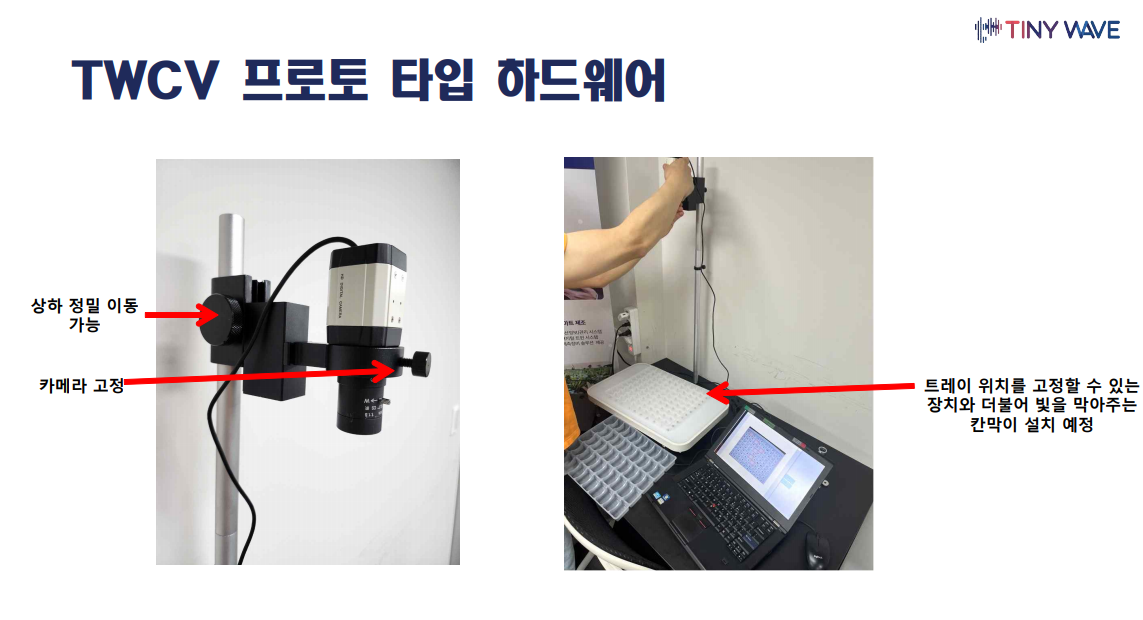 TINY WAVE
TWCV 프로토 타입 하드웨어
상하 정밀 이동
가능
카메라 고정
트레이 위치를 고정할 수 있는
장치와 더불어 빛을 막아주는
칸막이 설치 예정
DIGITAL CAMERA
W